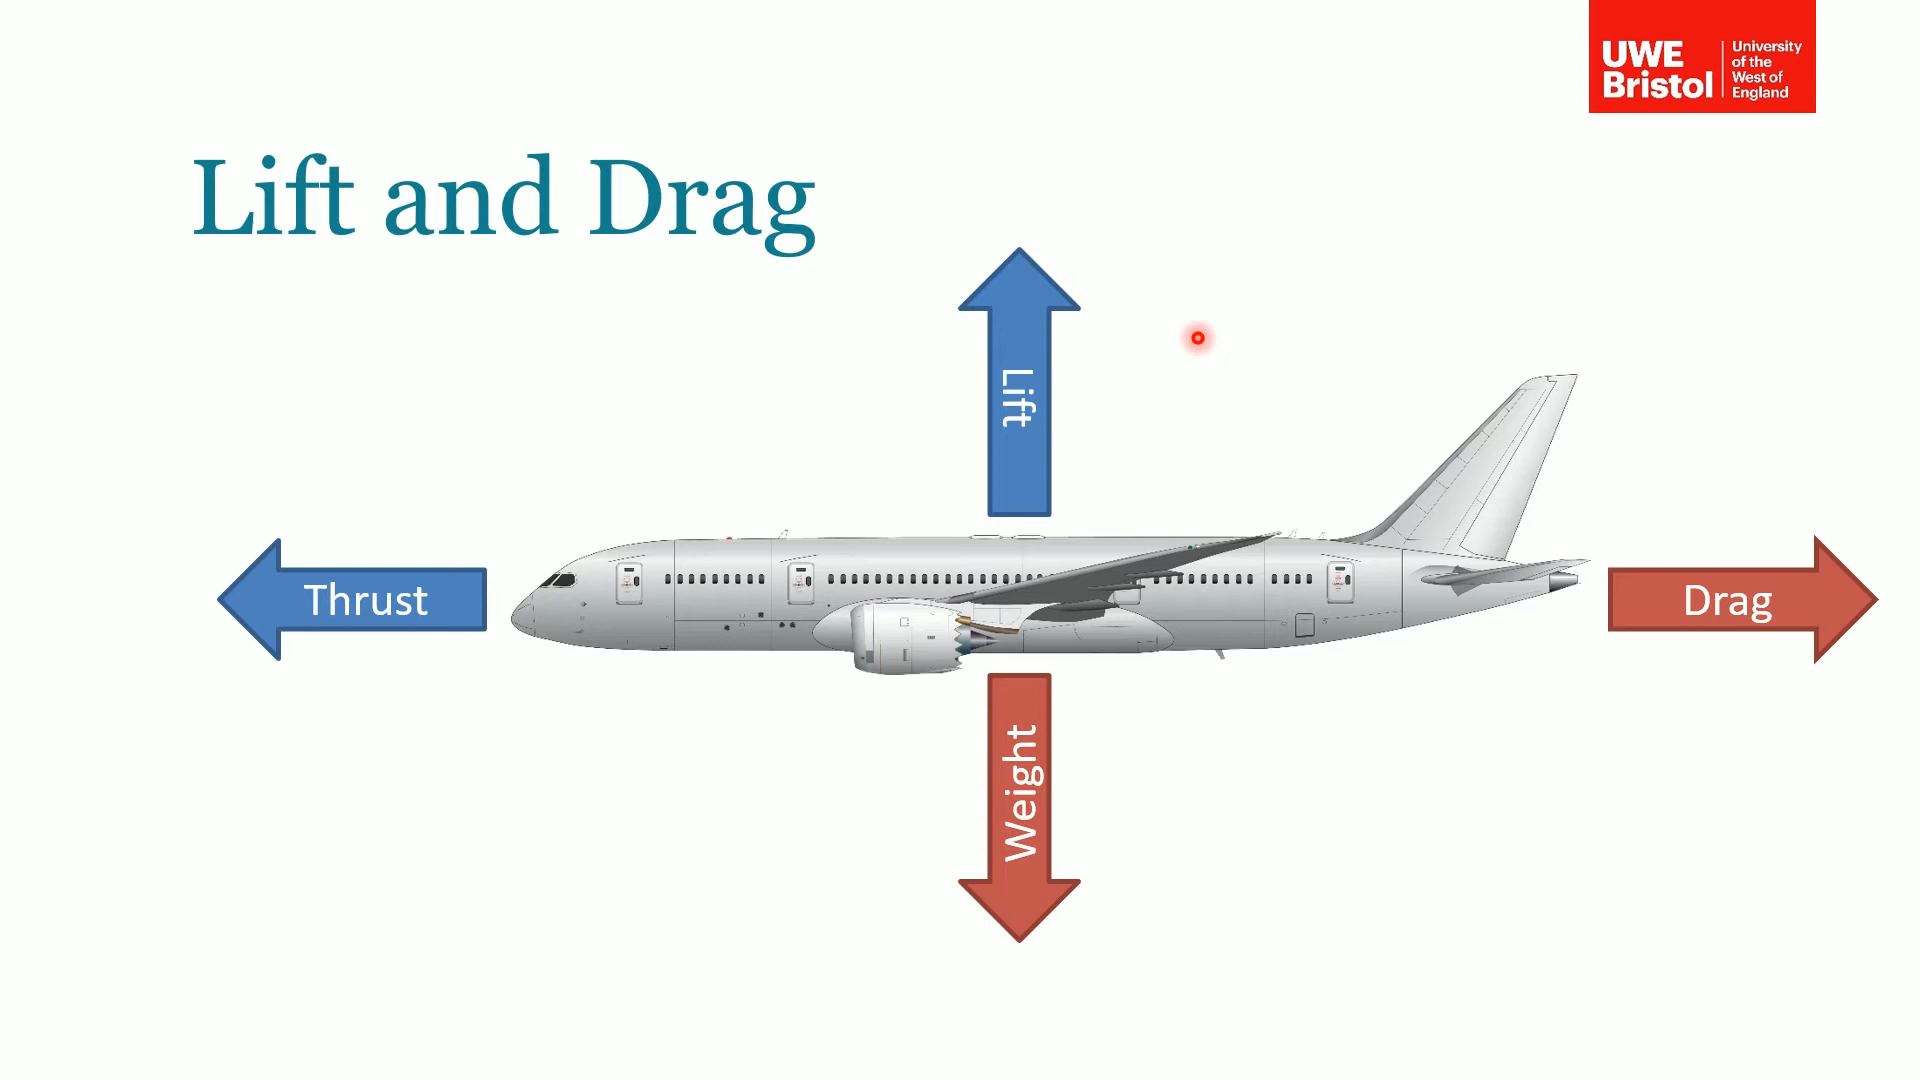 UWE
Bristol
University
of the
West of
England
Lift and Drag
Lift
Thrust
Drag
Weight